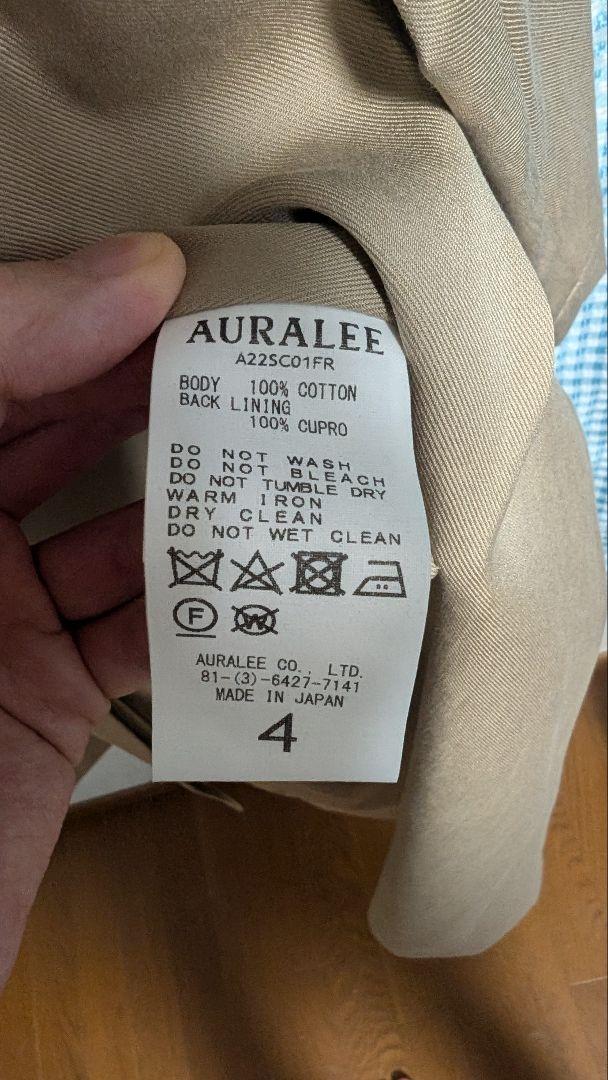 AURALEE
A22SC01FR
BODY 100% COTTON
BACK LINING
100% CUPRO
DO NOT WASH
DO NOT BLEACH
DO NOT TUMBLE DRY
WARM IRON
DRY CLEAN
DO NOT WET CLEAN
F W
AURALEE CO., LTD.
81-(3)-6427-7141
MADE IN JAPAN
4